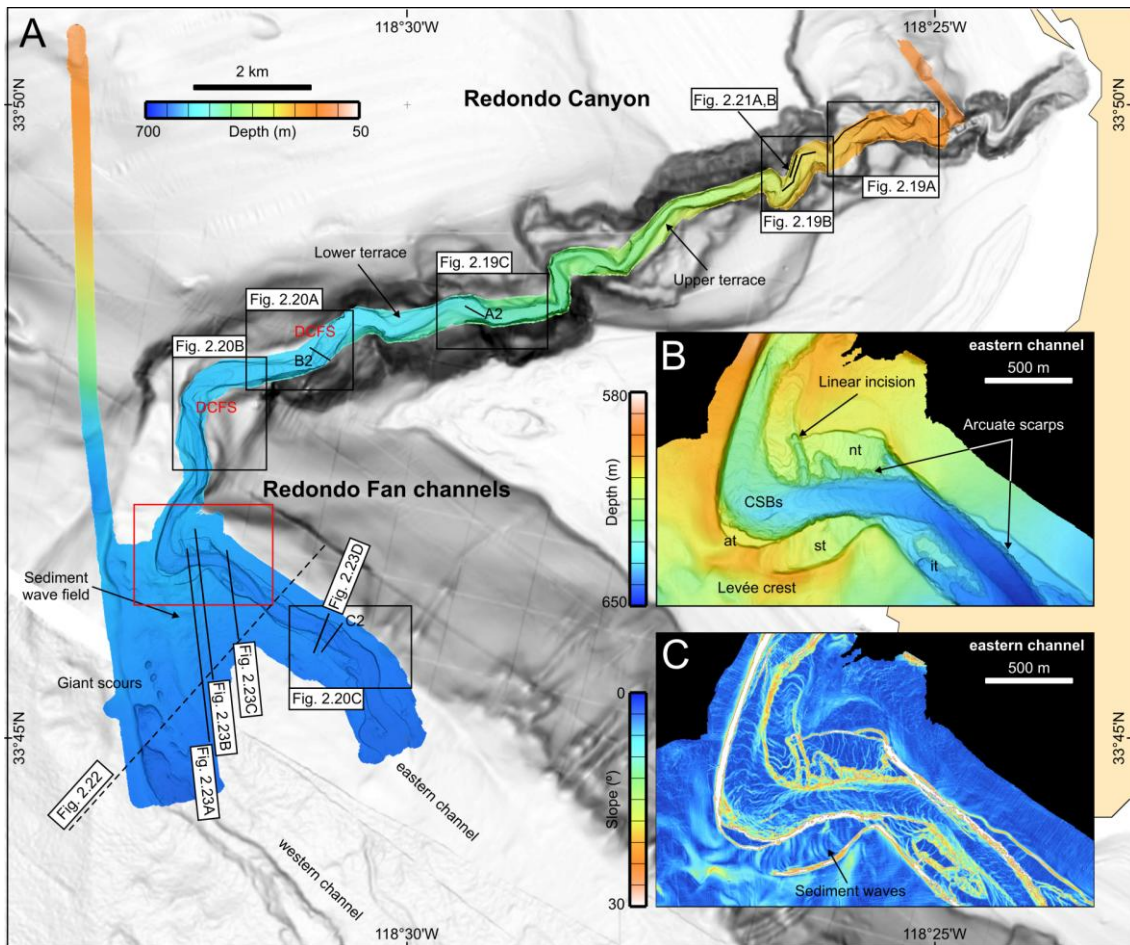 A
118°30'W
118°25'W
33°50'N
33°50'N
2 km
700
Depth (m)
50
Redondo Canyon
Fig. 2.21A,B
Fig. 2.19A
Fig. 2.19B
Upper terrace
Lower terrace
Fig. 2.19C
A2
Fig. 2.20A
DCFS
B2
Fig. 2.20B
DCFS
Redondo Fan channels
Sediment
wave field
Fig. 2.23D
C2
Giant scours
Fig. 2.23C
Fig. 2.23B
Fig. 2.23A
Fig. 2.20C
Fig. 2.22
eastern channel
western channel
33°45'N
33°45'N
118°30'W
118°25'W
B
eastern channel
500 m
Linear incision
Arcuate scarps
nt
CSBs
at
st
it
Levée crest
580
Depth (m)
650
C
eastern channel
500 m
0
Slope (º)
30
Sediment waves